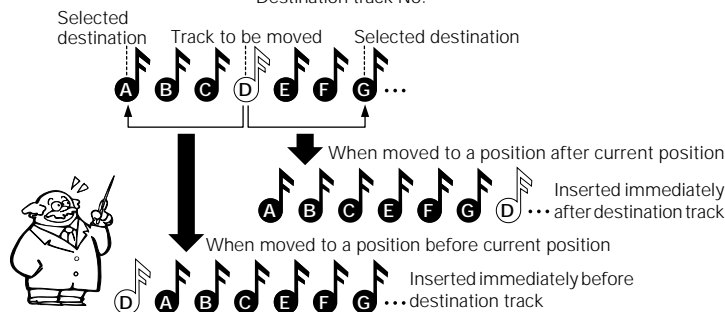 Destination track No.
Selected destination
Track to be moved
Selected destination
A B C D E F G ...
When moved to a position after current position
A B C E F G D ... Inserted immediately after destination track
When moved to a position before current position
D A B C E F G ... Inserted immediately before destination track